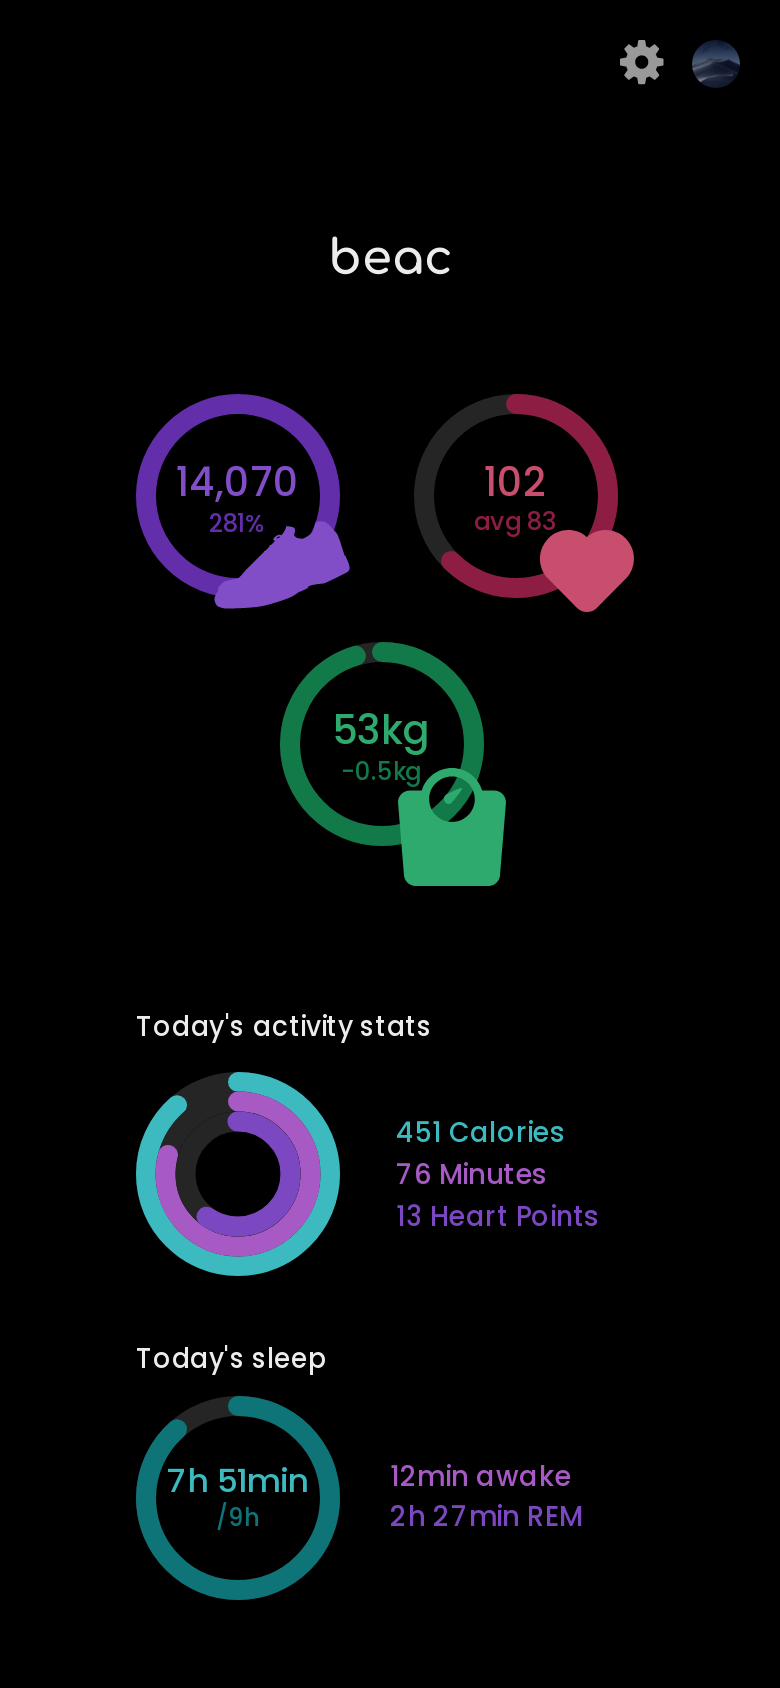 beac
14,070
281%
102
avg 83
53kg
-0.5kg
Today's activity stats
451 Calories
76 Minutes
13 Heart Points
Today's sleep
7h 51min
/9h
12min awake
2h 27min REM